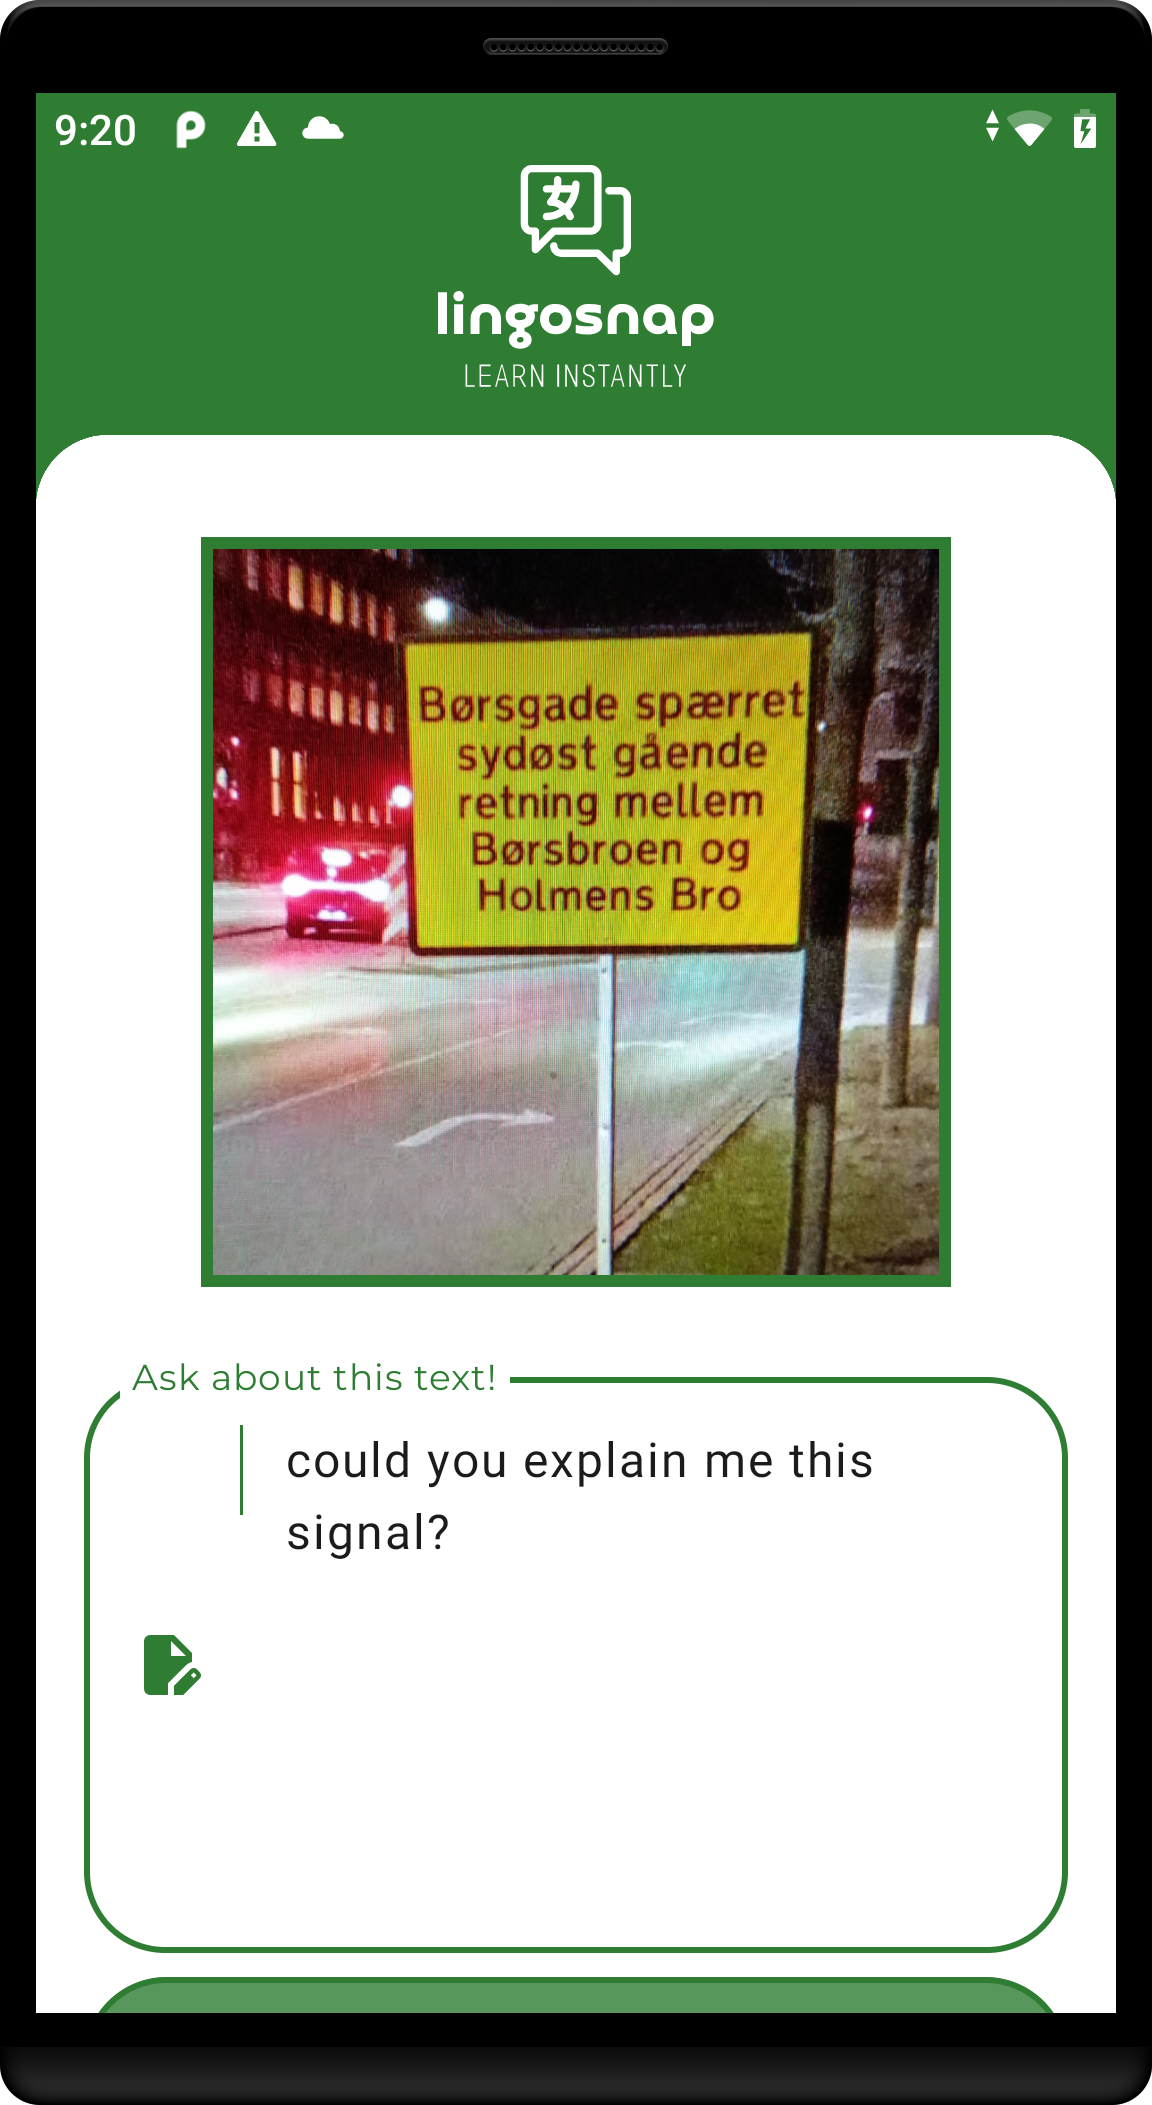 9:20
lingosnap
LEARN INSTANTLY
Børsgade spærret
sydøst gående
retning mellem
Børsbroen og
Holmens Bro
Ask about this text!
could you explain me this
signal?